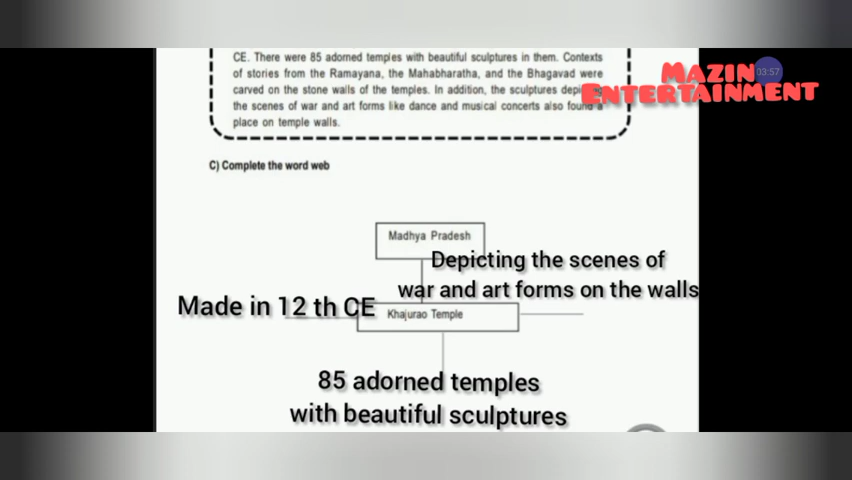 CE. There were 85 adorned temples with beautiful sculptures in them. Contexts
of stories from the Ramayana, the Mahabharatha, and the Bhagavad were
carved on the stone walls of the temples. In addition, the sculptures
the scenes of war and art forms like dance and musical concerts also found a
place on temple walls.
MAZIN
03:57
ENTERTAINMENT
C) Complete the word web
Madhya Pradesh
Depicting the scenes of
war and art forms on the walls
Made in 12 th CE
Khajurao Temple
85 adorned temples
with beautiful sculptures